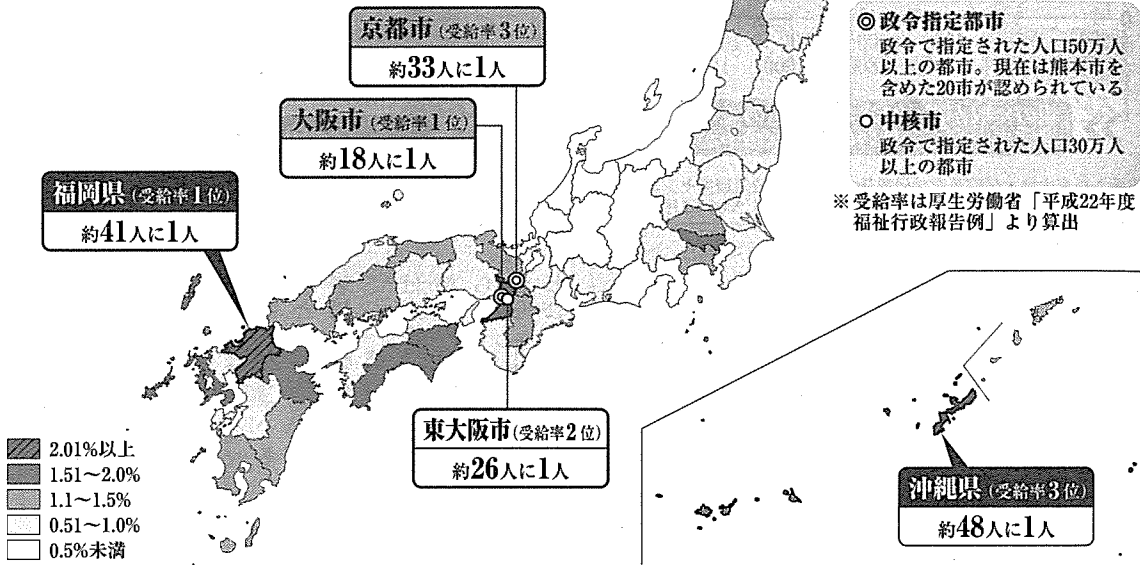 京都市(受給率3位)
約33人に1人
大阪市(受給率1位)
約18人に1人
福岡県(受給率1位)
約41人に1人
◎政令指定都市
政令で指定された人口50万人
以上の都市。現在は熊本市を
含めた20市が認められている
○中核市
政令で指定された人口30万人
以上の都市
※受給率は厚生労働省「平成22年度
福祉行政報告例」より算出
東大阪市(受給率2位)
約26人に1人
沖縄県(受給率3位)
約48人に1人
2.01%以上
1.51〜2.0%
1.1〜1.5%
0.51〜1.0%
0.5%未満